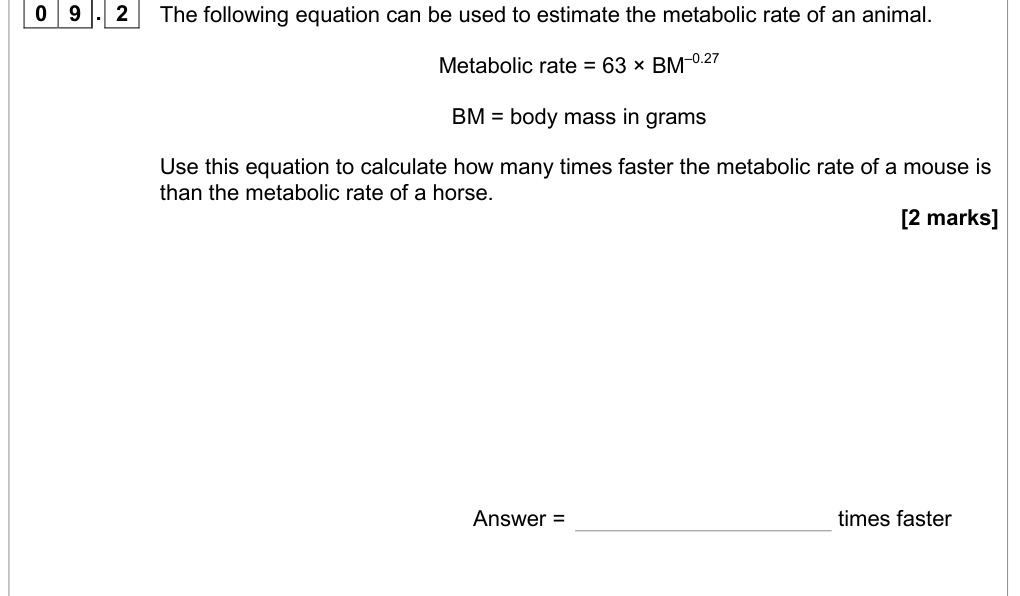 0 9 . 2 The following equation can be used to estimate the metabolic rate of an animal.
Metabolic rate = 63 × BM⁻⁰·²⁷
BM = body mass in grams
Use this equation to calculate how many times faster the metabolic rate of a mouse is
than the metabolic rate of a horse.
[2 marks]
Answer = times faster